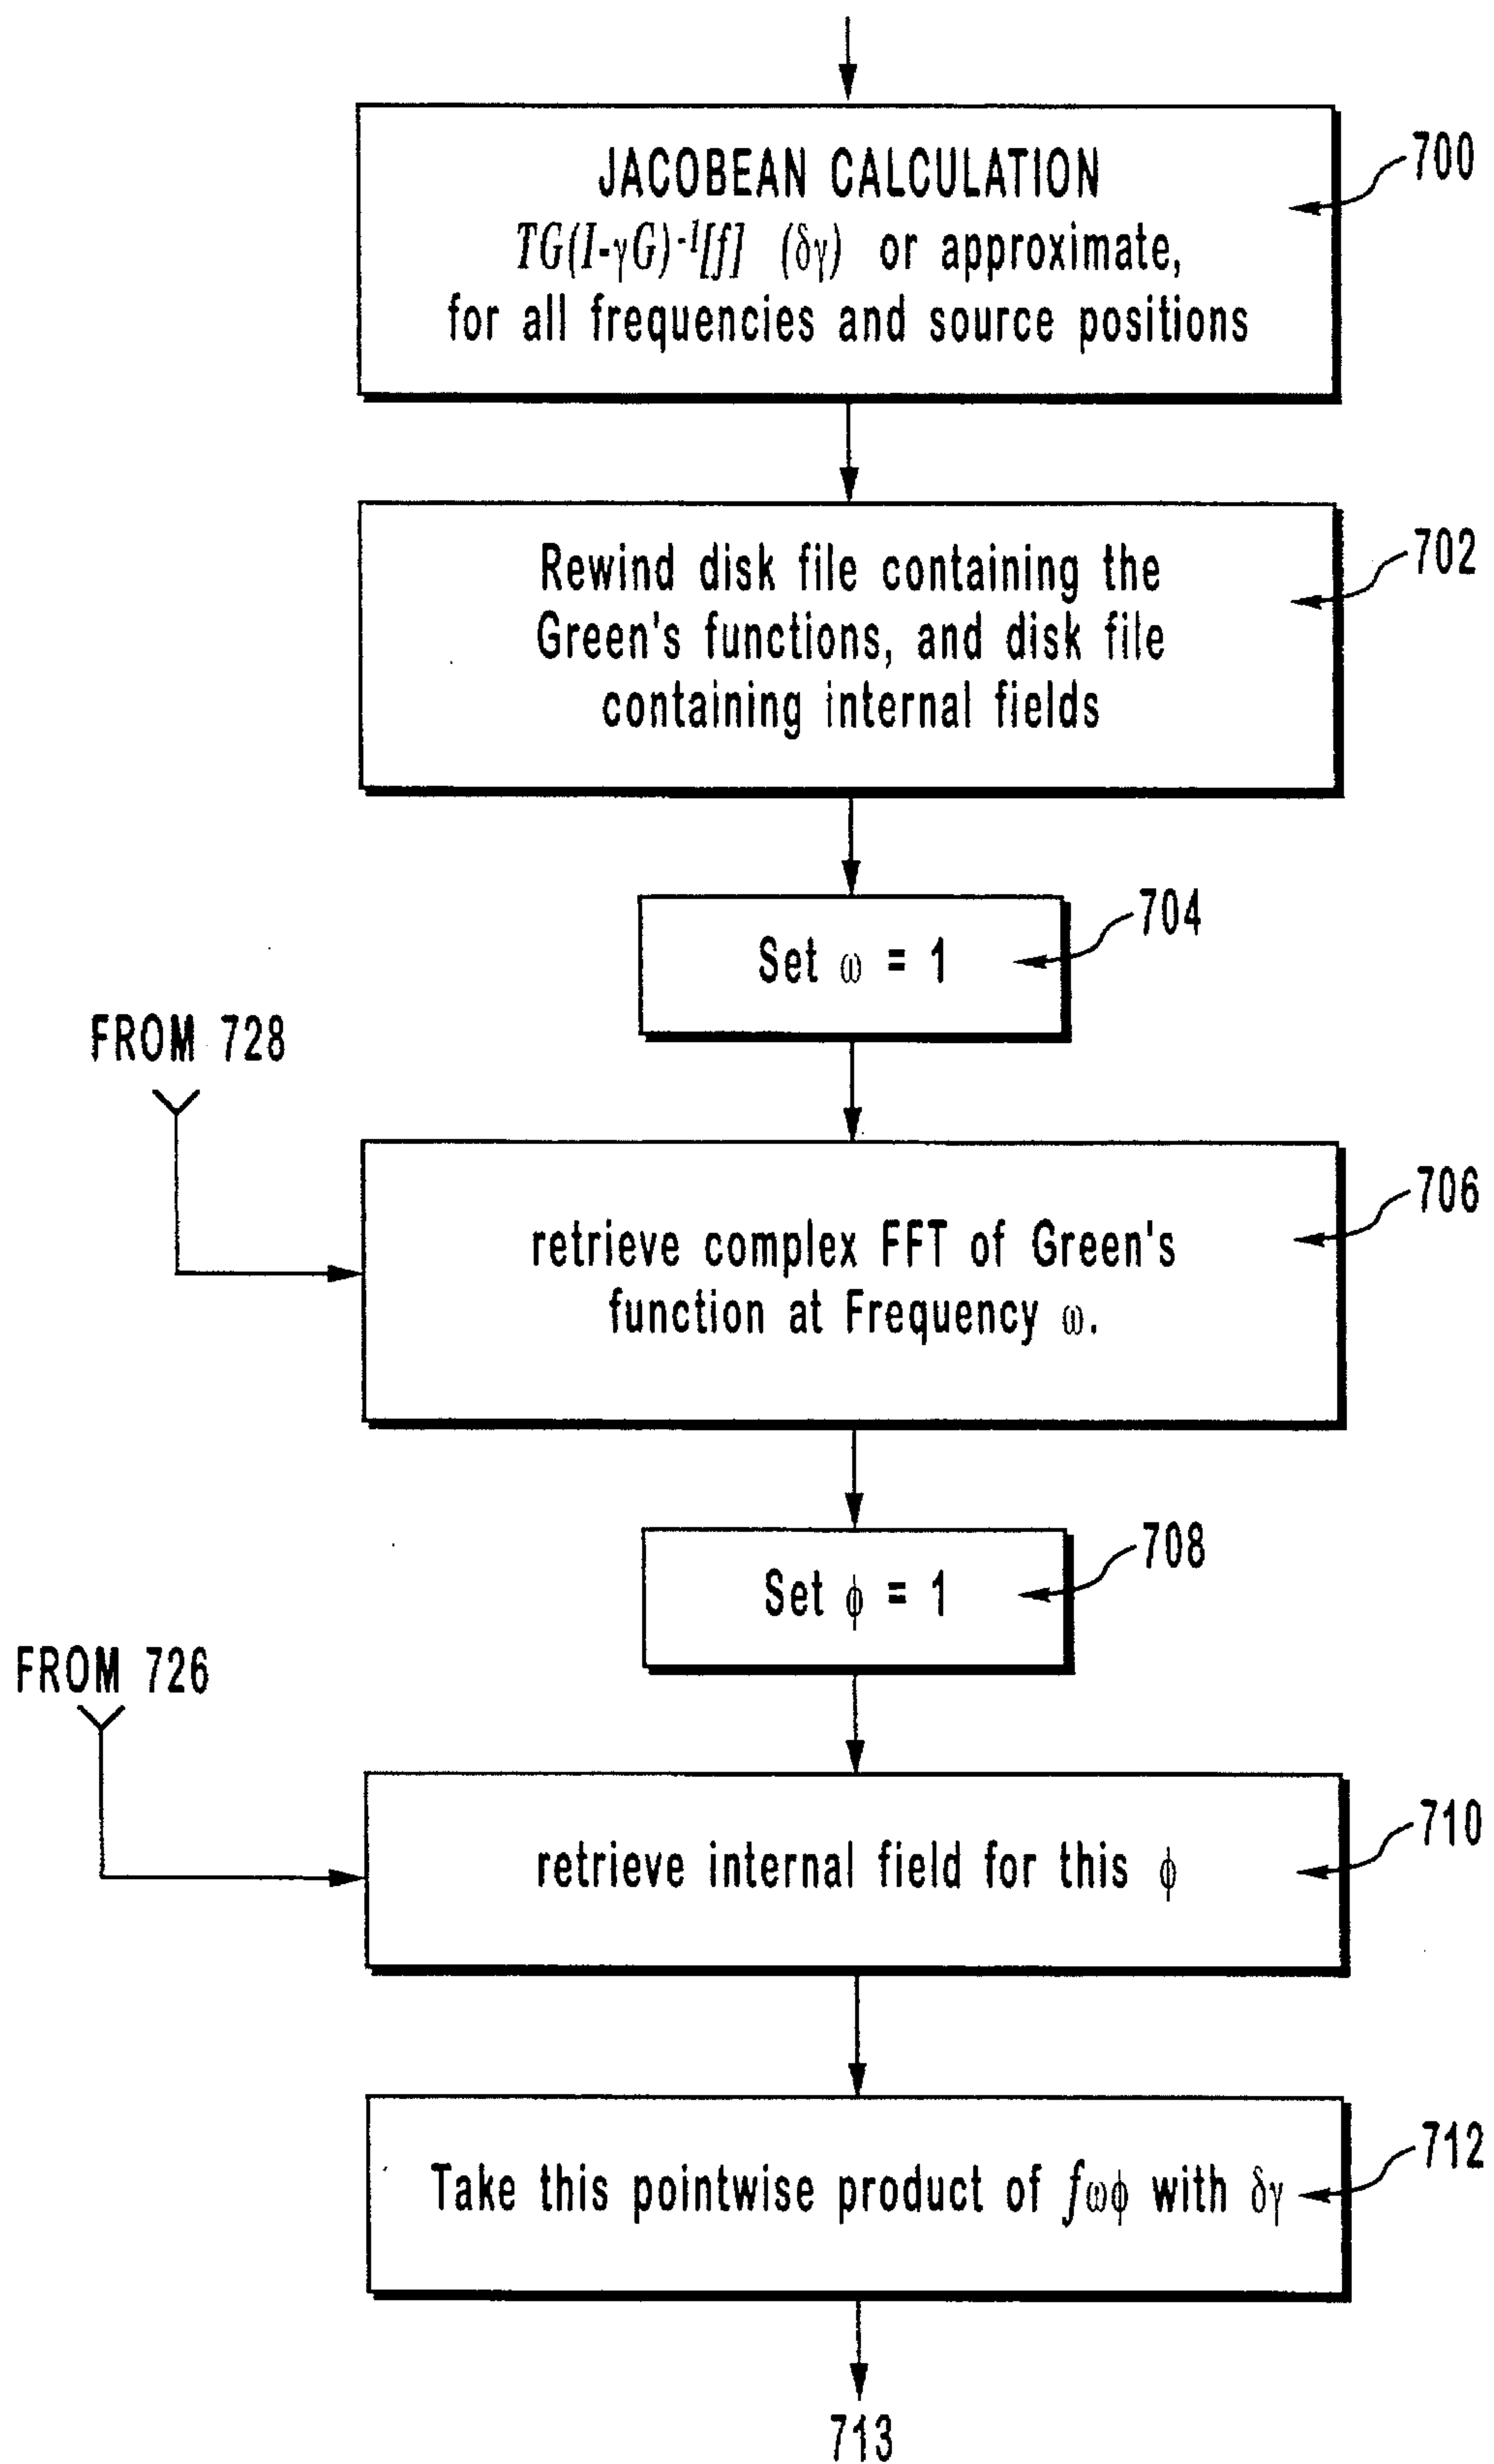 JACOBEAN CALCULATION
TG(I-γG)⁻¹[f] (δγ) or approximate,
for all frequencies and source positions
700
Rewind disk file containing the
Green's functions, and disk file
containing internal fields
702
Set ω = 1
704
FROM 728
retrieve complex FFT of Green's
function at Frequency ω.
706
Set ϕ = 1
708
FROM 726
retrieve internal field for this ϕ
710
Take this pointwise product of fωϕ with δγ
712
713